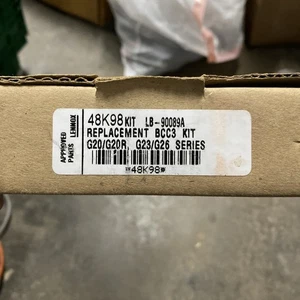 APPROVED
PARTS LENNOX
48K98 KIT LB-90089A
REPLACEMENT BCC3 KIT
G20/G20R, G23/G26 SERIES
*48K98*